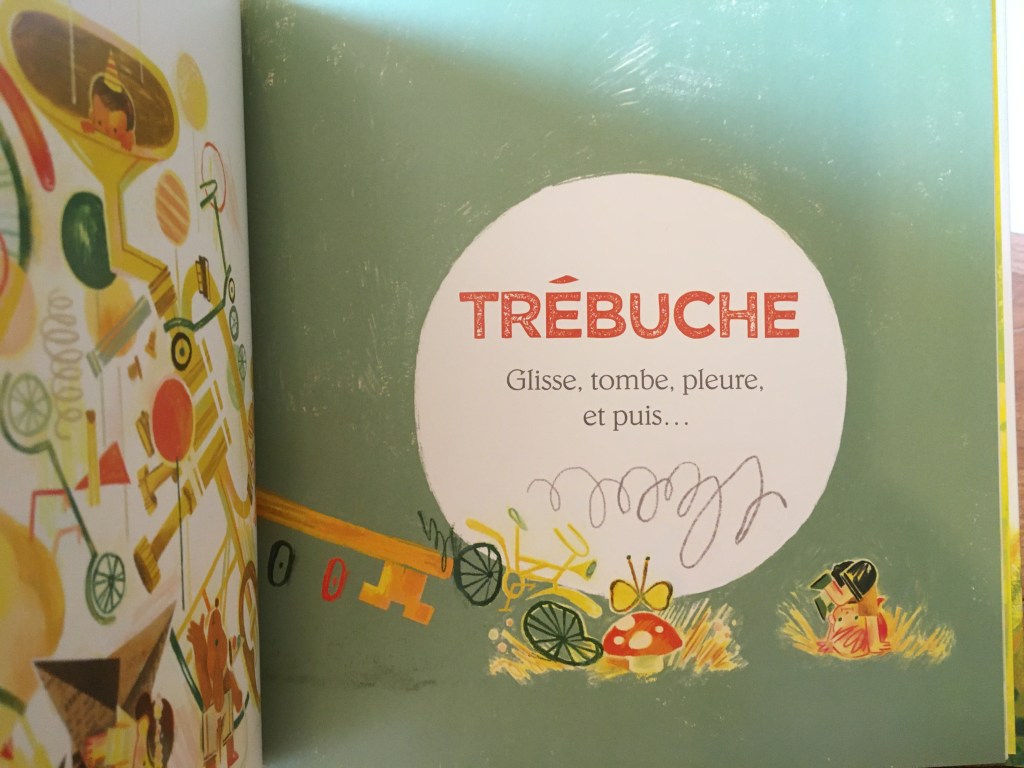 TRÉBUCHE
Glisse, tombe, pleure,
et puis…